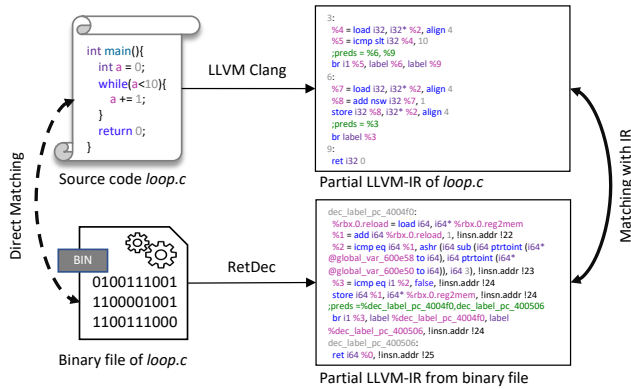 int main(){
int a = 0;
while(a<10){
a += 1;
}
return 0;
}
Source code loop.c
LLVM Clang
3:
%4 = load i32, i32* %2, align 4
%5 = icmp slt i32 %4, 10
;preds = %6, %9
br i1 %5, label %6, label %9
6:
%7 = load i32, i32* %2, align 4
%8 = add nsw i32 %7, 1
store i32 %8, i32* %2, align 4
;preds = %3
br label %3
9:
ret i32 0
Partial LLVM-IR of loop.c
Direct Matching
Matching with IR
BIN
0100111001
1100001001
1100111000
Binary file of loop.c
RetDec
dec_label_pc_4004f0:
%rbx.0.reload = load i64, i64* %rbx.0.reg2mem
%1 = add i64 %rbx.0.reload, 1, !insn.addr !22
%2 = icmp eq i64 %1, ashr (i64 sub (i64 ptrtoint (i64*
@global_var_600e58 to i64), i64 ptrtoint (i64*
@global_var_600e50 to i64)), i64 3), !insn.addr !23
%3 = icmp eq i1 %2, false, !insn.addr !24
store i64 %1, i64* %rbx.0.reg2mem, !insn.addr !24
;preds =%dec_label_pc_4004f0,dec_label_pc_400506
br i1 %3, label %dec_label_pc_4004f0, label
%dec_label_pc_400506, !insn.addr !24
dec_label_pc_400506:
ret i64 %0, !insn.addr !25
Partial LLVM-IR from binary file